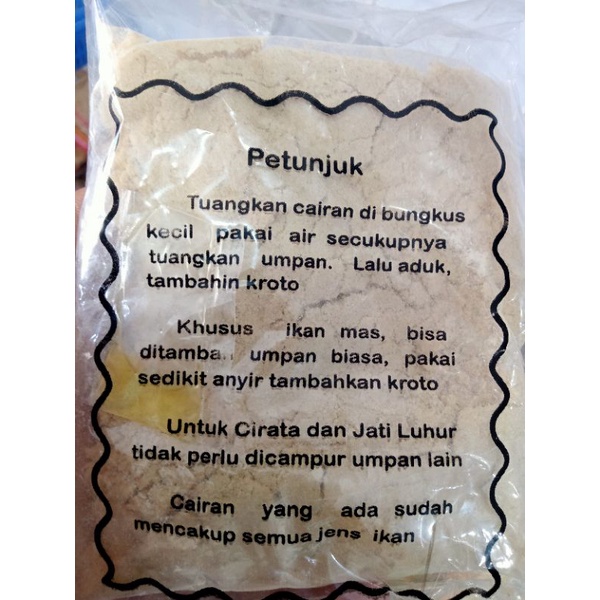 Petunjuk
Tuangkan cairan di bungkus
kecil pakai air secukupnya
tuangkan umpan. Lalu aduk,
tambahin kroto
Khusus ikan mas, bisa
umpan biasa, pakai
sedikit anyir tambahkan kroto
Untuk Cirata dan Jati Luhur
tidak perlu dicampur umpan lain
Cairan yang ada sudah
mencakup semua jens ikan